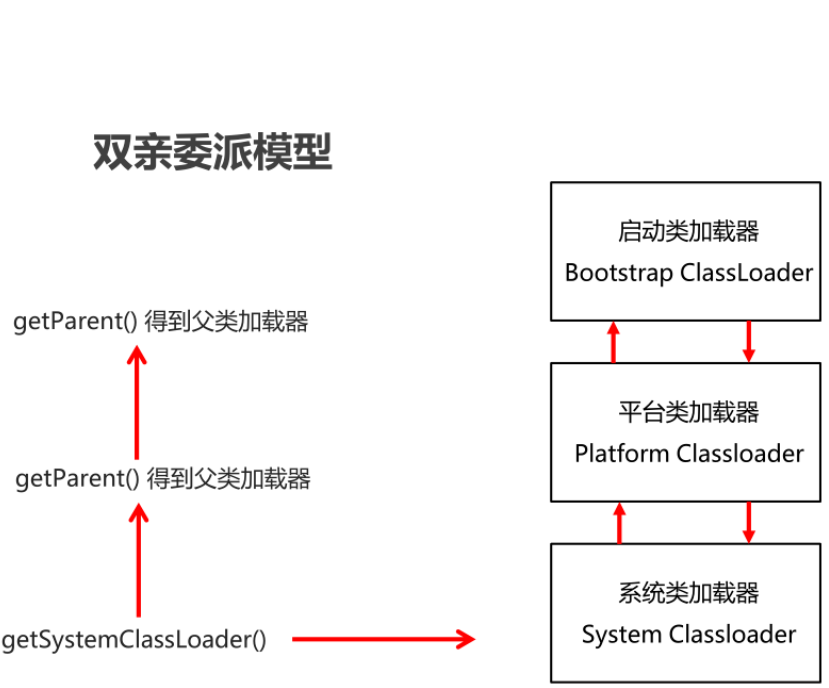 双亲委派模型
启动类加载器
Bootstrap ClassLoader
getParent() 得到父类加载器
平台类加载器
Platform Classloader
getParent() 得到父类加载器
系统类加载器
System Classloader
getSystemClassLoader()